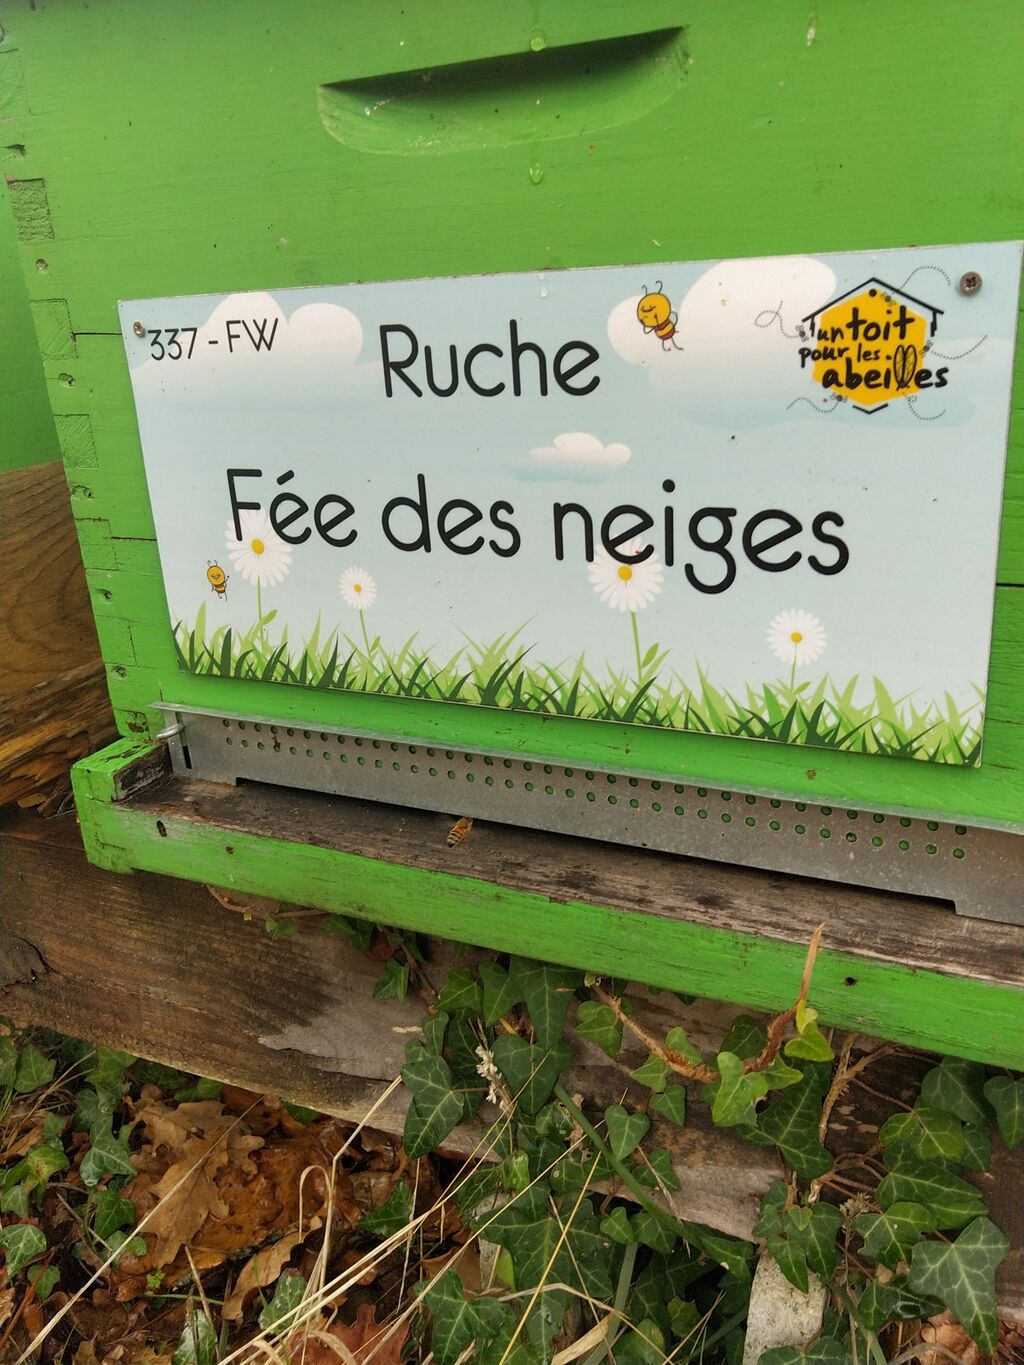 337 - FW
Ruche
un toit
pour les
abeilles
Fée des neiges